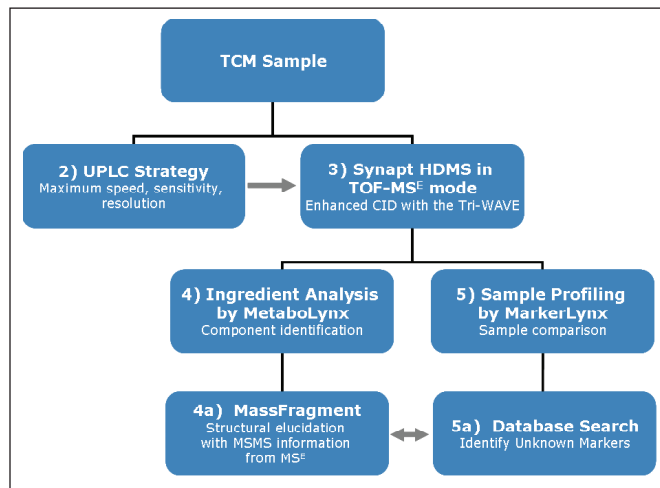 TCM Sample
2) UPLC Strategy
Maximum speed, sensitivity,
resolution
3) Synapt HDMS in
TOF-MSᴱ mode
Enhanced CID with the Tri-WAVE
4) Ingredient Analysis
by MetaboLynx
Component identification
5) Sample Profiling
by MarkerLynx
Sample comparison
4a) MassFragment
Structural elucidation
with MSMS information
from MSᴱ
5a) Database Search
Identify Unknown Markers